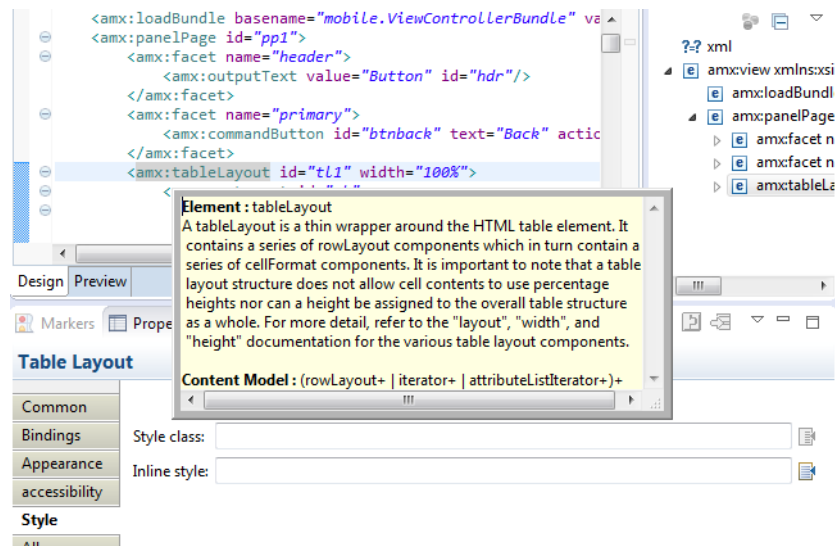 <amx:loadBundle basename="mobile.ViewControllerBundle" va
<amx:panelPage id="pp1">
<amx:facet name="header">
<amx:outputText value="Button" id="hdr"/>
</amx:facet>
<amx:facet name="primary">
<amx:commandButton id="btnback" text="Back" actio
</amx:facet>
<amx:tableLayout id="tl1" width="100%">
Element : tableLayout
A tableLayout is a thin wrapper around the HTML table element. It
contains a series of rowLayout components which in turn contain a
series of cellFormat components. It is important to note that a table
layout structure does not allow cell contents to use percentage
heights nor can a height be assigned to the overall table structure
as a whole. For more detail, refer to the "layout", "width", and
"height" documentation for the various table layout components.
Content Model : (rowLayout+ | iterator+ | attributeListIterator+)+
?=? xml
e amx:view xmlns:xsi
e amx:loadBundl
e amx:panelPage
e amx:facet n
e amx:facet n
e amx:tableLa
Design Preview
Markers Prope
Table Layout
Common
Bindings
Appearance
accessibility
Style
Style class:
Inline style: